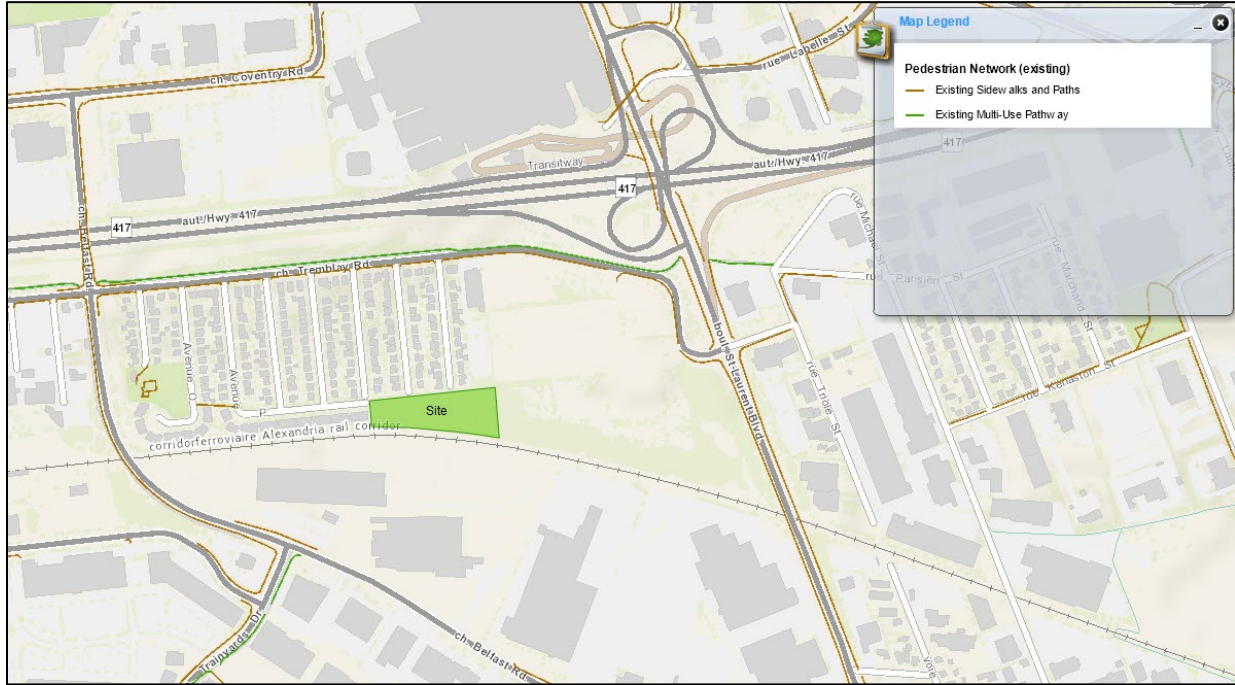 Map Legend
Pedestrian Network (existing)
Existing Sidewalks and Paths
Existing Multi-Use Pathway
ch. Coventry Rd
rue Labelle St
Transitway
aut./Hwy. 417
417
417
aut./Hwy. 417
417
ch. Belfast Rd
ch. Tremblay Rd
rue Michael St
rue Parisien St
rue Marchand St
Avenue O
Avenue P
Site
corridorferroviaire Alexandria rail corridor
boul. St-Laurent Blvd
rue Triole St
rue Kenaston St
Trainyards Dr
ch. Belfast Rd
voie